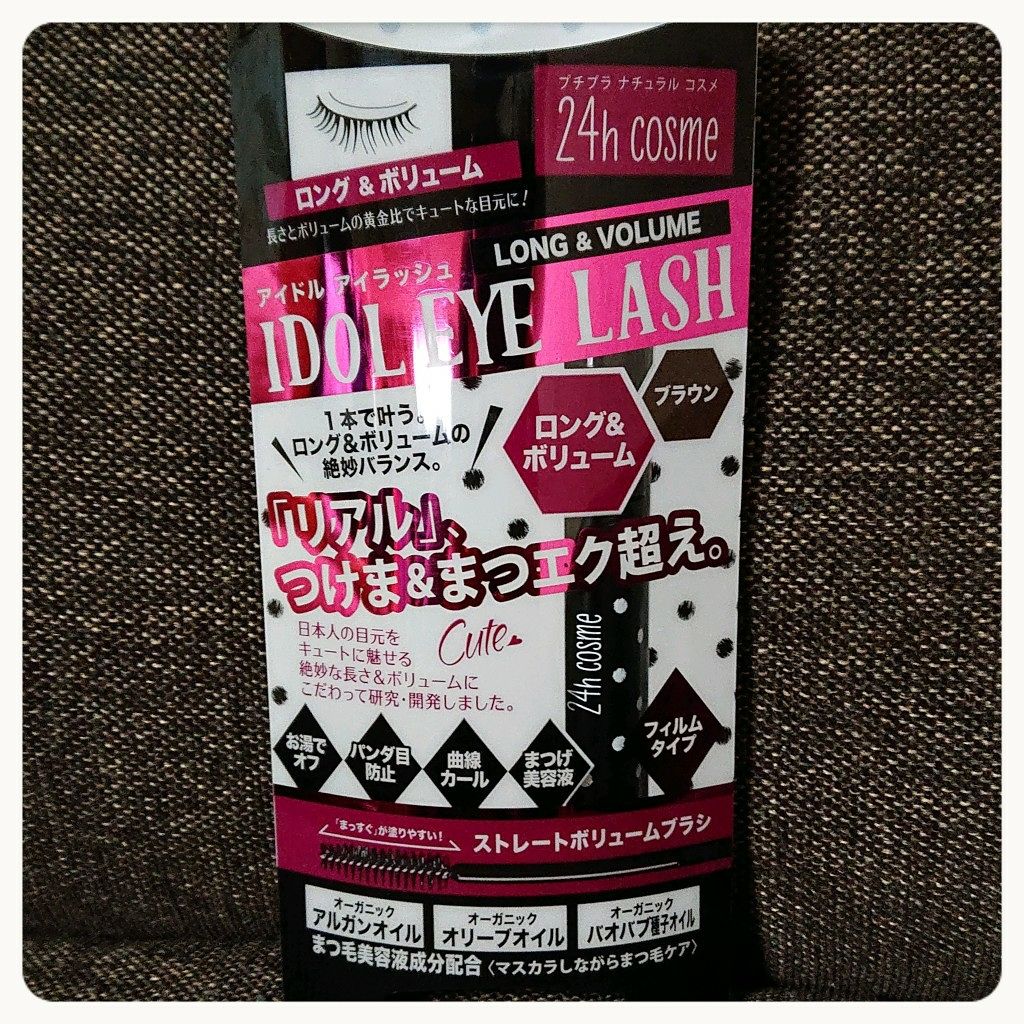 プチプラ ナチュラル コスメ
24h cosme
ロング & ボリューム
長さとボリュームの黄金比でキュートな目元に!
LONG & VOLUME
アイドル アイラッシュ
IDOL EYE LASH
1本で叶う。
ロング&ボリュームの
絶妙バランス。
ロング&
ボリューム
ブラウン
「リアル」、
つけま&まつエク超え。
日本人の目元を
キュートに魅せる
絶妙な長さ&ボリュームに
こだわって研究・開発しました。
Cute
24h cosme
お湯で
オフ
パンダ目
防止
曲線
カール
まつげ
美容液
フィルム
タイプ
「まっすぐ」が塗りやすい!
ストレートボリュームブラシ
オーガニック
アルガンオイル
オーガニック
オリーブオイル
オーガニック
バオバブ種子オイル
まつ毛美容液成分配合〈マスカラしながらまつ毛ケア〉